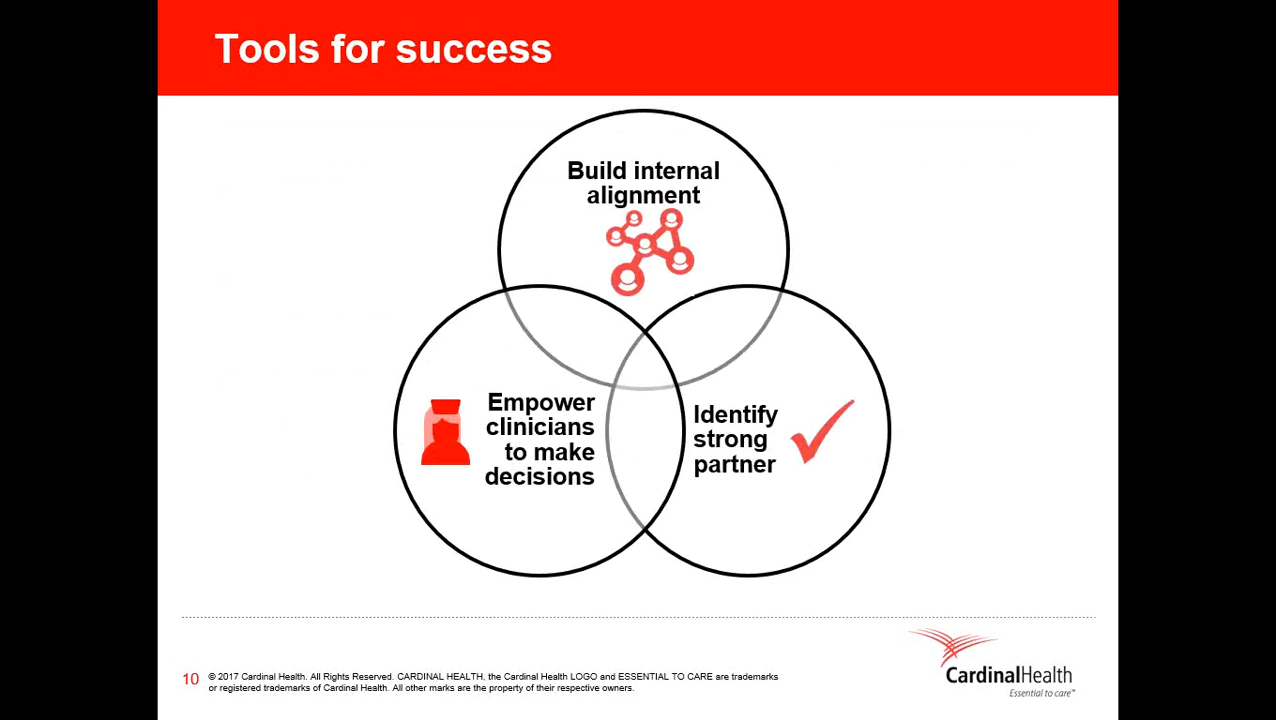 Tools for success
Build internal
alignment
Empower
clinicians
to make
decisions
Identify
strong
partner
10
© 2017 Cardinal Health. All Rights Reserved. CARDINAL HEALTH, the Cardinal Health LOGO and ESSENTIAL TO CARE are trademarks
or registered trademarks of Cardinal Health. All other marks are the property of their respective owners.
CardinalHealth
Essential to care™